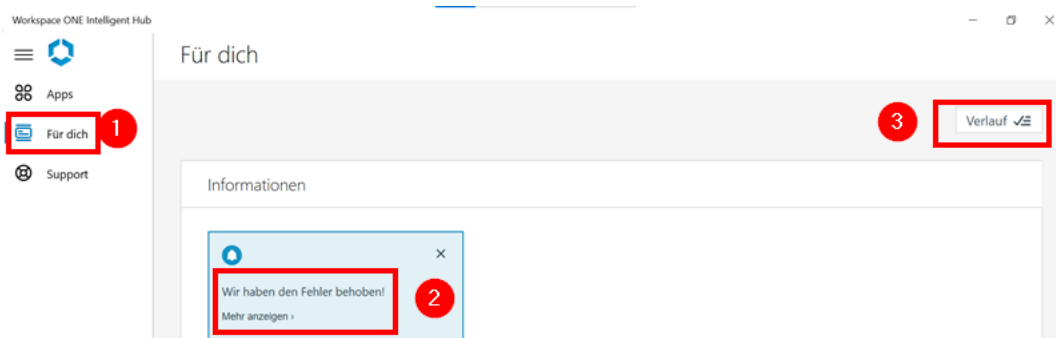 Workspace ONE Intelligent Hub
Für dich
Apps
Für dich
1
Support
3
Verlauf
Informationen
Wir haben den Fehler behoben!
Mehr anzeigen ›
2